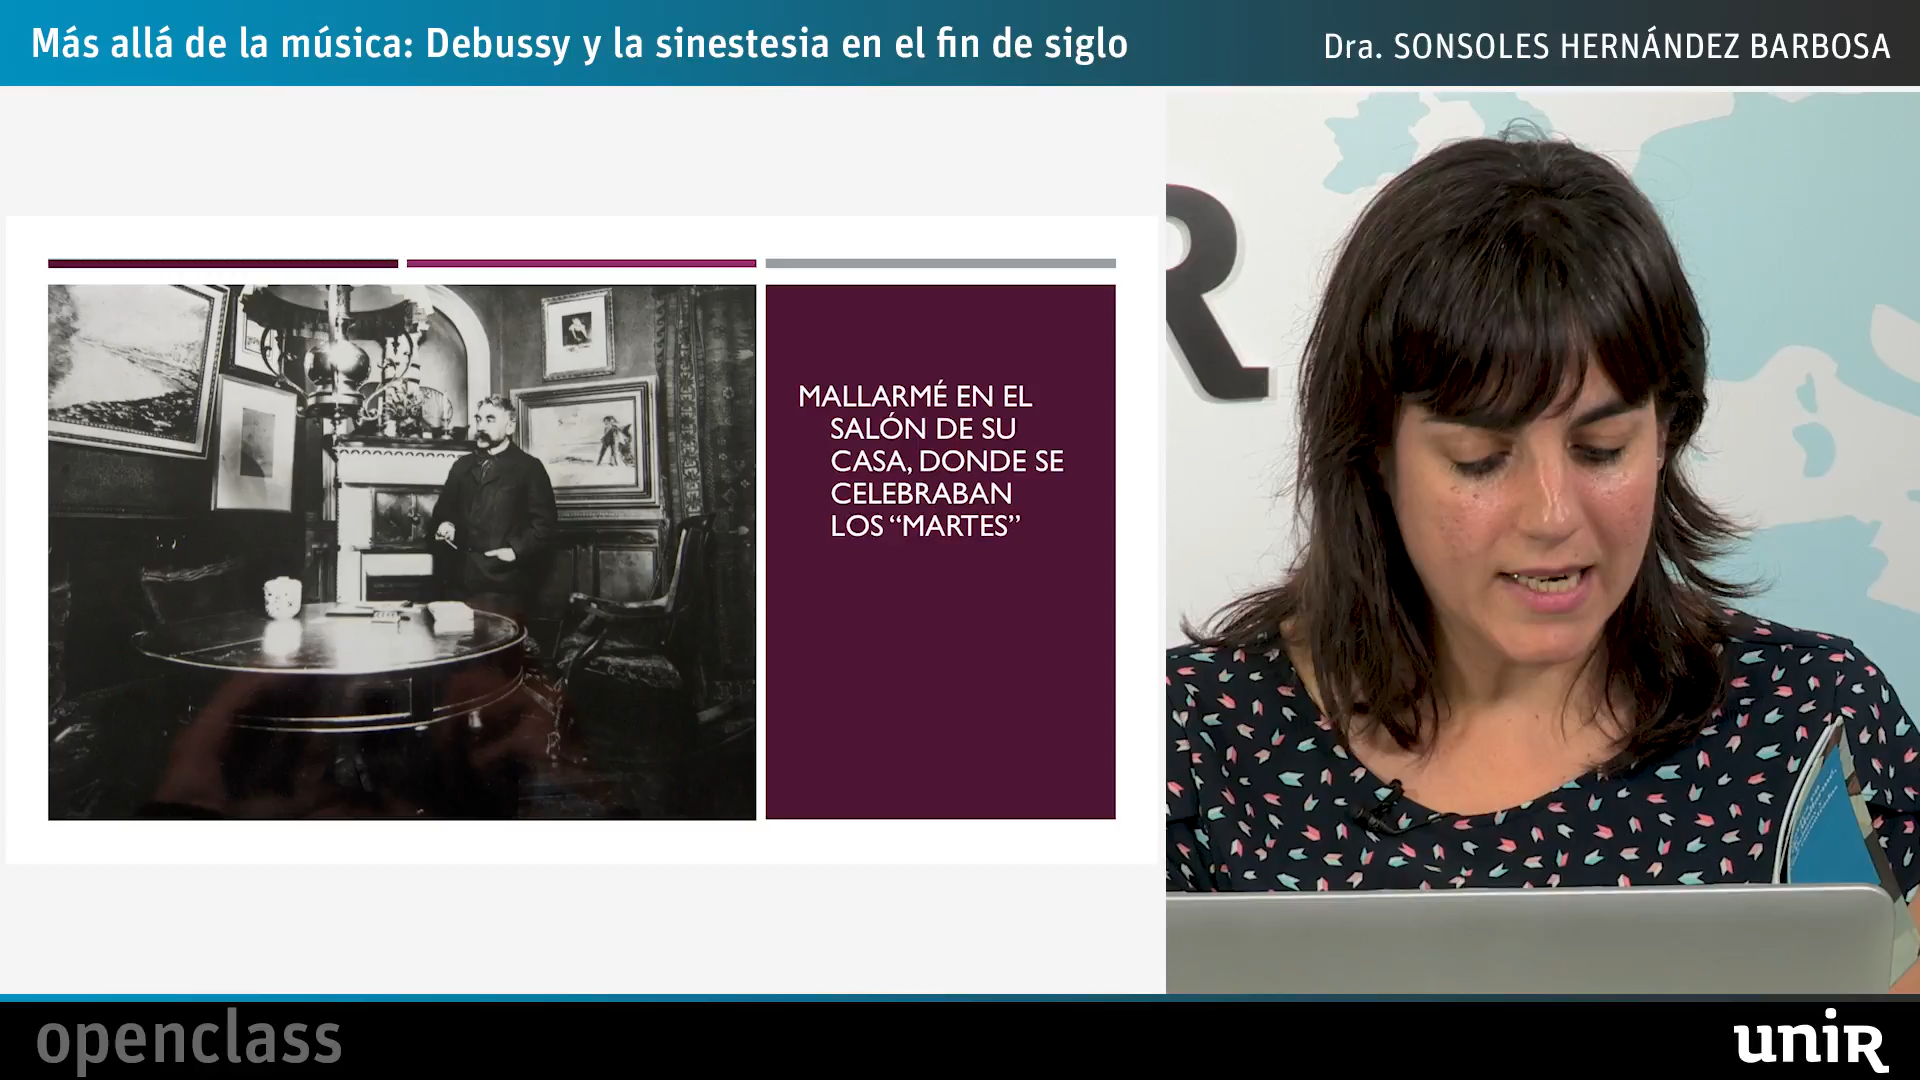 Más allá de la música: Debussy y la sinestesia en el fin de siglo
Dra. SONSOLES HERNÁNDEZ BARBOSA
R
MALLARMÉ EN EL
SALÓN DE SU
CASA, DONDE SE
CELEBRABAN
LOS “MARTES”
openclass
unir